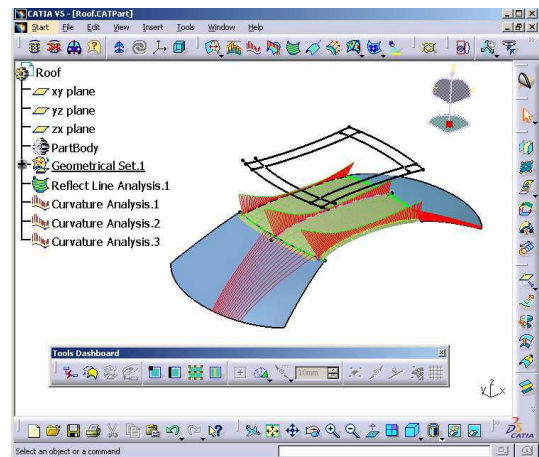 CATIA V5 - [Roof.CATPart]
Start File Edit View Insert Tools Window Help
Roof
xy plane
yz plane
zx plane
PartBody
Geometrical Set.1
Reflect Line Analysis.1
Curvature Analysis.1
Curvature Analysis.2
Curvature Analysis.3
Tools Dashboard
10mm
CATIA
Select an object or a command